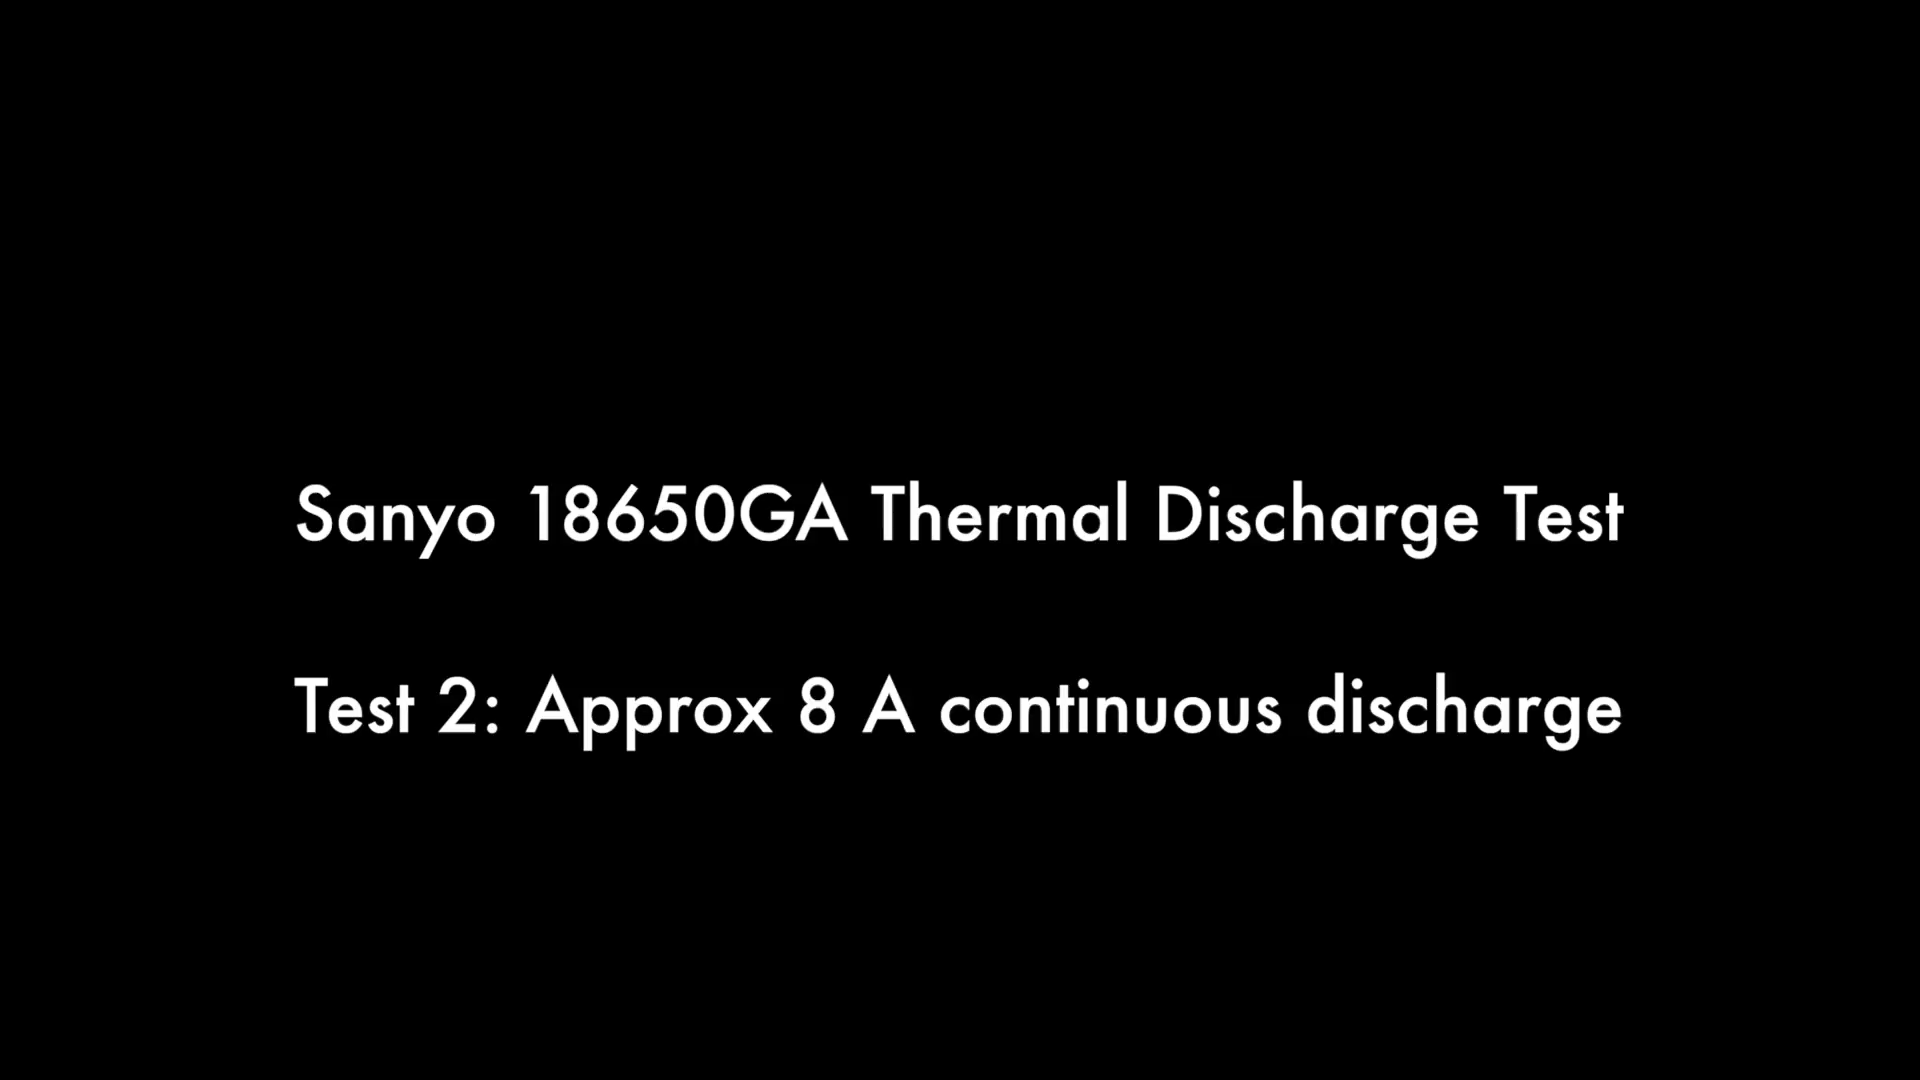 Sanyo 18650GA Thermal Discharge Test
Test 2: Approx 8 A continuous discharge